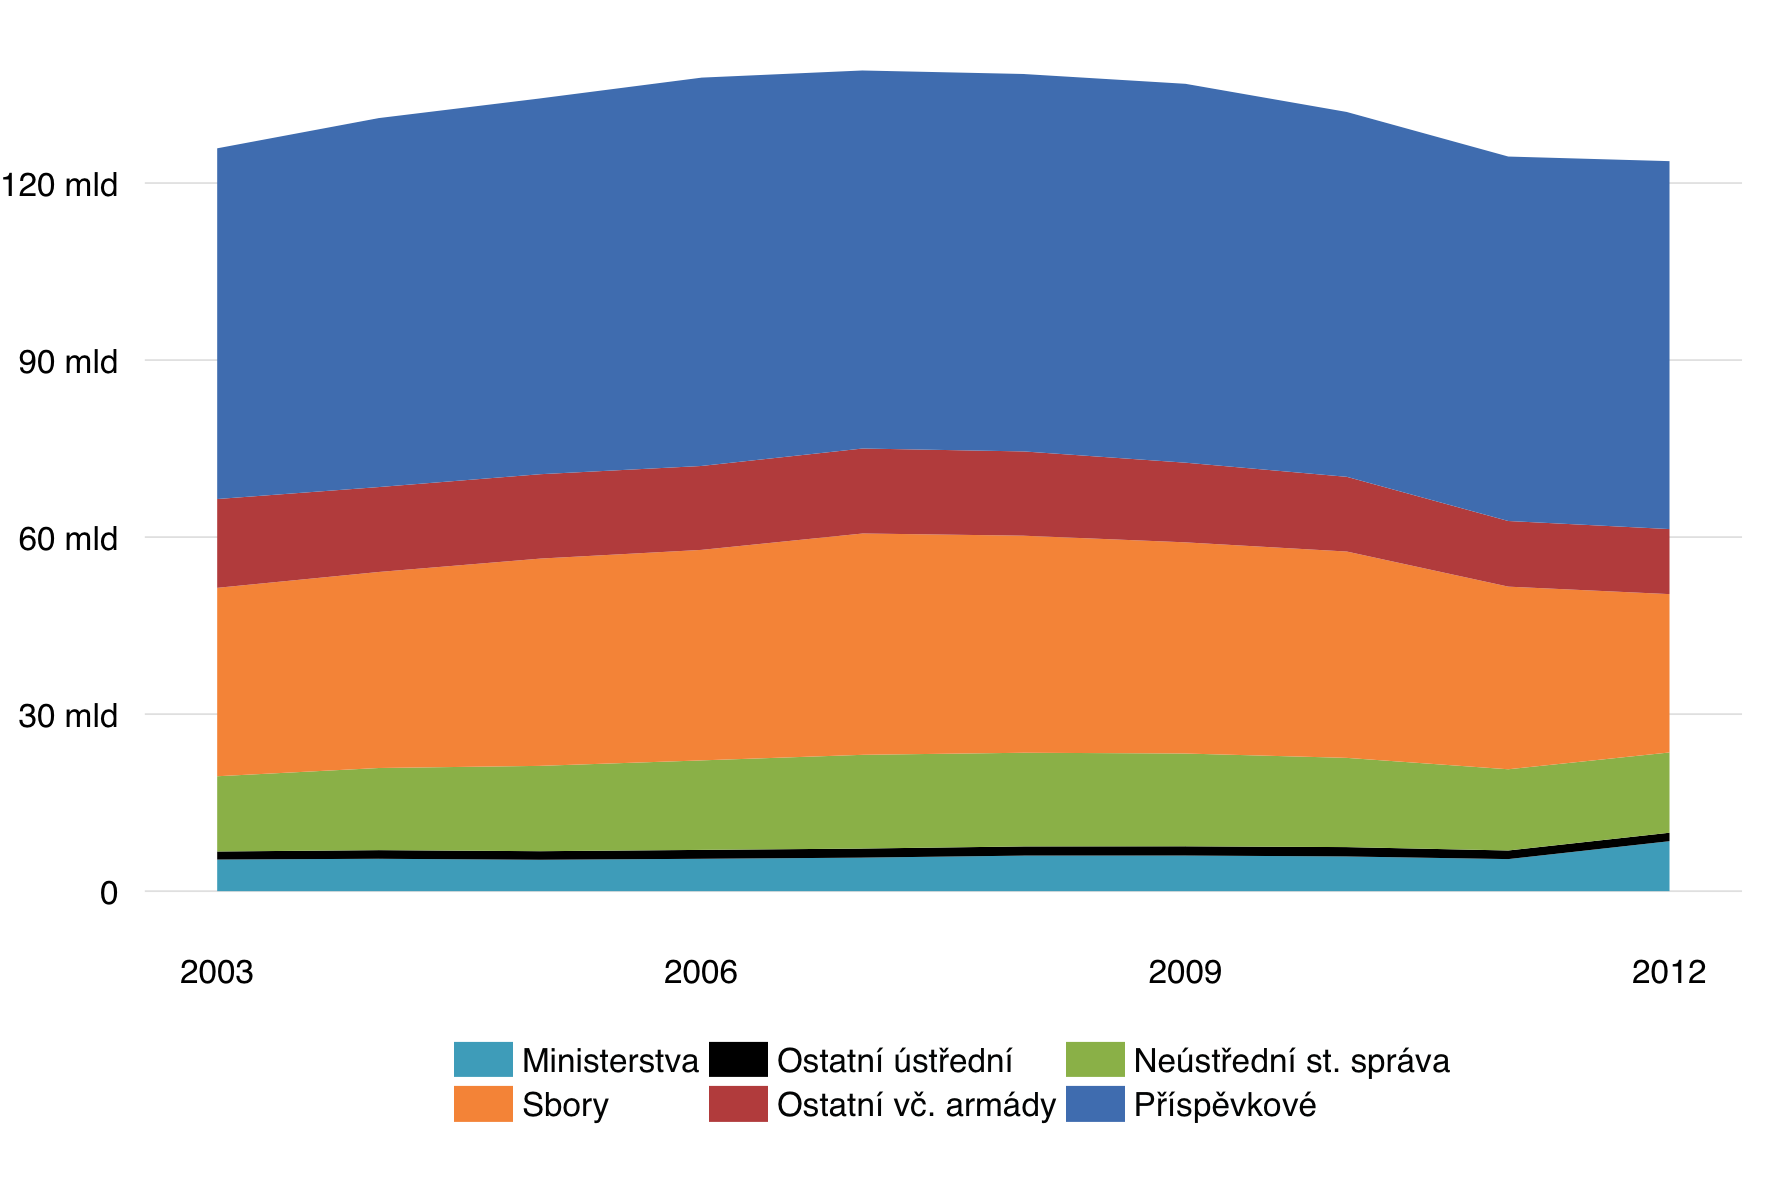 120 mld
90 mld
60 mld
30 mld
0
2003 2006 2009 2012
Ministerstva Ostatní ústřední Neústřední st. správa
Sbory Ostatní vč. armády Příspěvkové